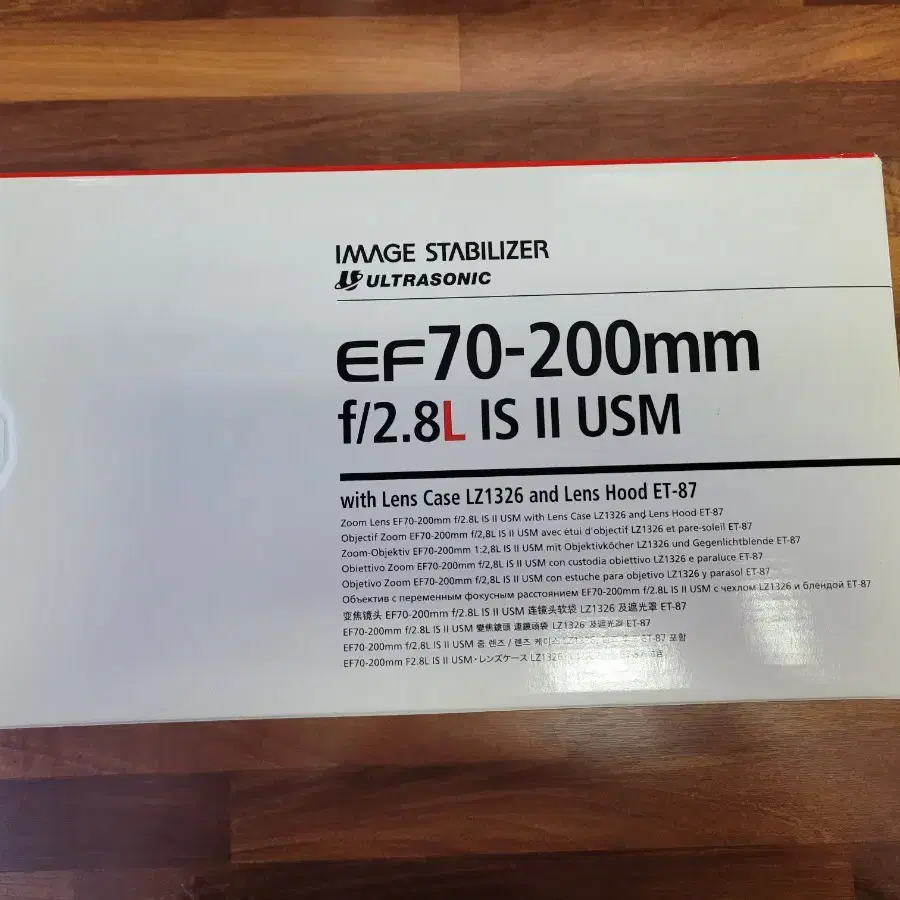 IMAGE STABILIZER
ULTRASONIC
EF70-200mm
f/2.8L IS II USM
with Lens Case LZ1326 and Lens Hood ET-87
Zoom Lens EF70-200mm f/2.8L IS II USM with Lens Case LZ1326 and Lens Hood ET-87
Objectif Zoom EF70-200mm f/2,8L IS II USM avec étui d'objectif LZ1326 et pare-soleil ET-87
Zoom-Objektiv EF70-200mm 1:2,8L IS II USM mit Objektivköcher LZ1326 und Gegenlichtblende ET-87
Obiettivo Zoom EF70-200mm f/2,8L IS II USM con custodia obiettivo LZ1326 e paraluce ET-87
Objetivo Zoom EF70-200mm f/2,8L IS II USM con estuche para objetivo LZ1326 y parasol ET-87
Объектив с переменным фокусным расстоянием EF70-200mm f/2.8L IS II USM с чехлом LZ1326 и блендой ET-87
变焦镜头 EF70-200mm f/2.8L IS II USM 连镜头软袋 LZ1326 及遮光罩 ET-87
EF70-200mm f/2.8L IS II USM 變焦鏡頭 連鏡頭袋 LZ1326 及遮光罩 ET-87
EF70-200mm f/2.8L IS II USM 줌 렌즈 / 렌즈 케이스 LZ1326, ET-87 포함
EF70-200mm F2.8L IS II USM・レンズケース LZ1326 ET-87